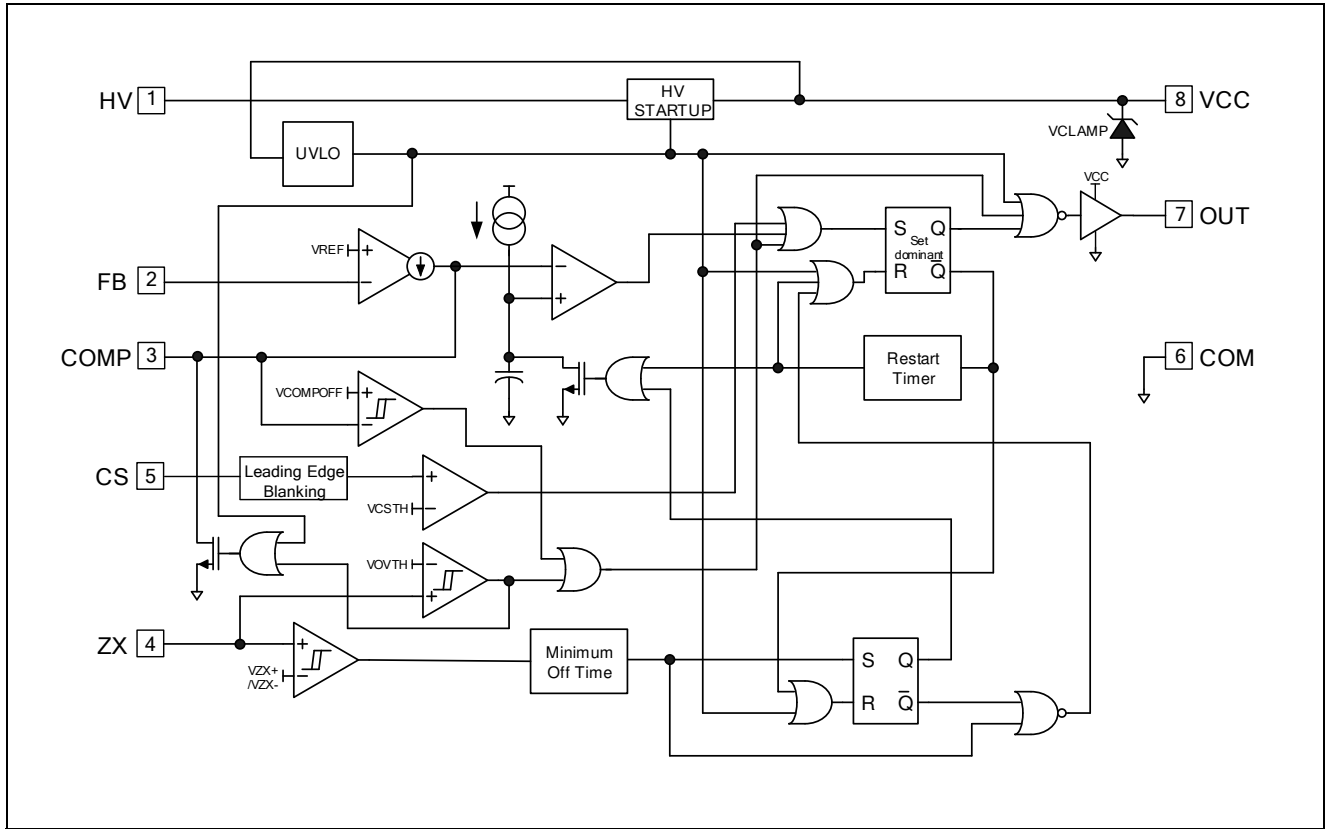 HV 1
HV
STARTUP
8 VCC
VCLAMP
UVLO
VCC
7 OUT
S Q
Set
dominant
R Q
VREF + −
FB 2
− +
COMP 3
Restart
Timer
6 COM
VCOMPOFF + −
CS 5
Leading Edge
Blanking
+
VCSTH −
VOVTH − +
ZX 4
+
VZX+
/VZX- −
Minimum
Off Time
S Q
R Q